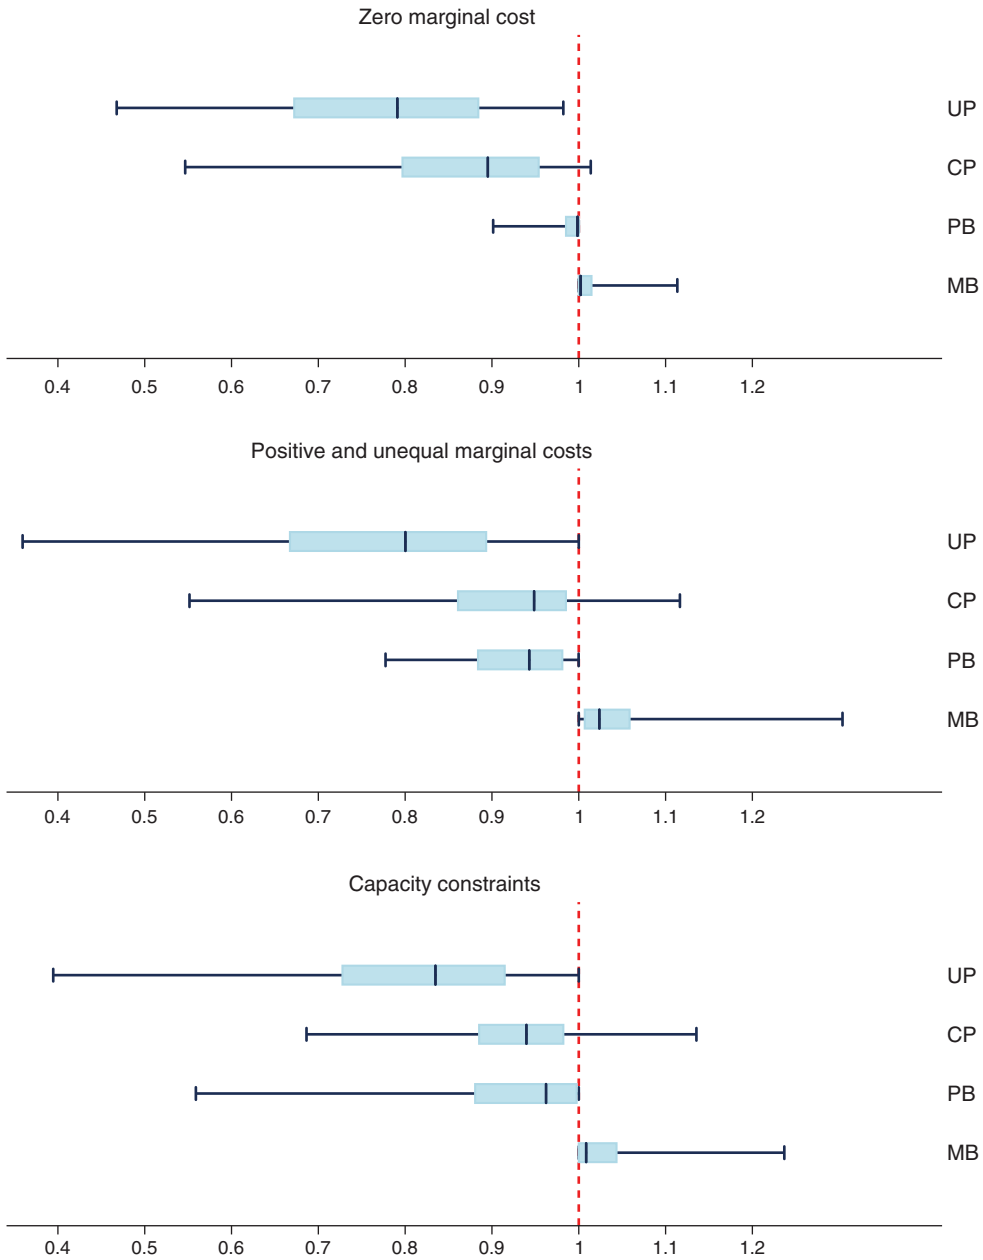 Zero marginal cost
UP
CP
PB
MB
0.4 0.5 0.6 0.7 0.8 0.9 1 1.1 1.2
Positive and unequal marginal costs
UP
CP
PB
MB
0.4 0.5 0.6 0.7 0.8 0.9 1 1.1 1.2
Capacity constraints
UP
CP
PB
MB
0.4 0.5 0.6 0.7 0.8 0.9 1 1.1 1.2